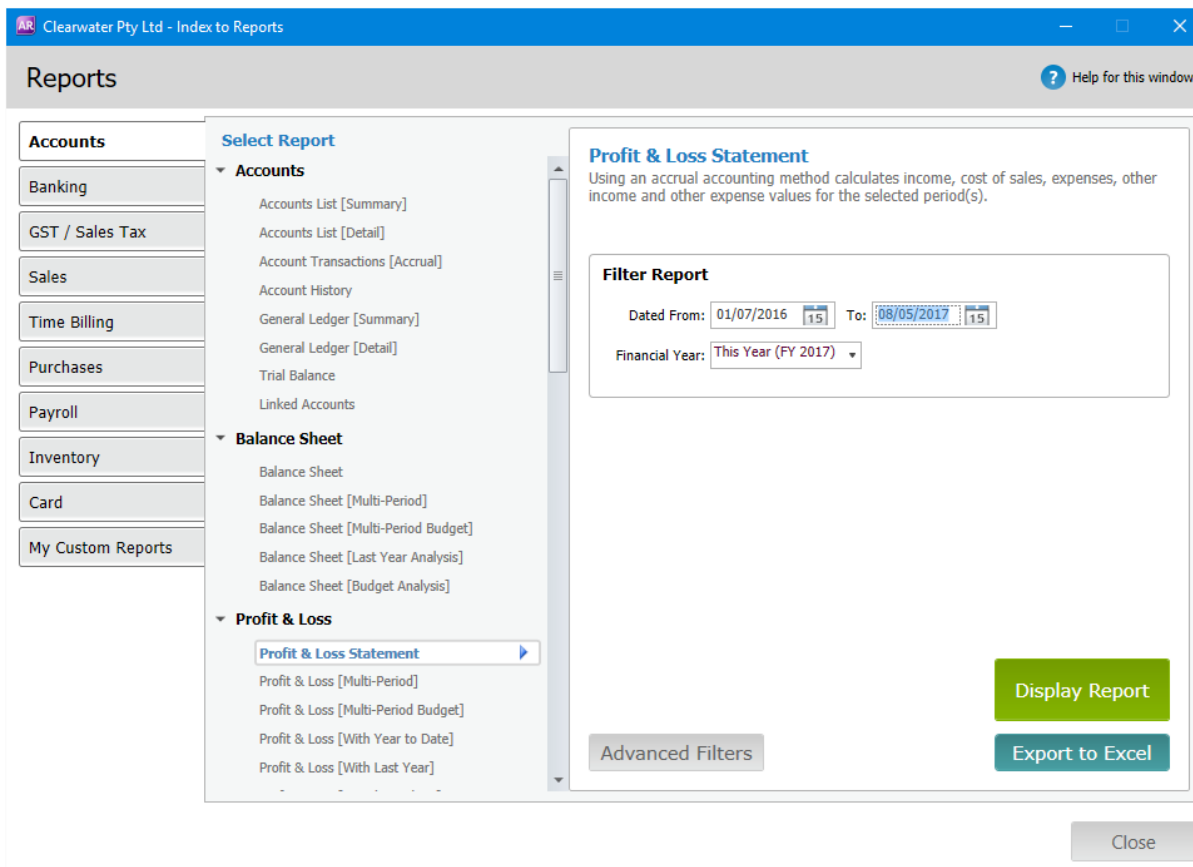 AR Clearwater Pty Ltd - Index to Reports
Reports
? Help for this window
Accounts
Banking
GST / Sales Tax
Sales
Time Billing
Purchases
Payroll
Inventory
Card
My Custom Reports
Select Report
Accounts
Accounts List [Summary]
Accounts List [Detail]
Account Transactions [Accrual]
Account History
General Ledger [Summary]
General Ledger [Detail]
Trial Balance
Linked Accounts
Balance Sheet
Balance Sheet
Balance Sheet [Multi-Period]
Balance Sheet [Multi-Period Budget]
Balance Sheet [Last Year Analysis]
Balance Sheet [Budget Analysis]
Profit & Loss
Profit & Loss Statement
Profit & Loss [Multi-Period]
Profit & Loss [Multi-Period Budget]
Profit & Loss [With Year to Date]
Profit & Loss [With Last Year]
Profit & Loss Statement
Using an accrual accounting method calculates income, cost of sales, expenses, other
income and other expense values for the selected period(s).
Filter Report
Dated From: 01/07/2016 15 To: 08/05/2017 15
Financial Year: This Year (FY 2017)
Display Report
Advanced Filters
Export to Excel
Close